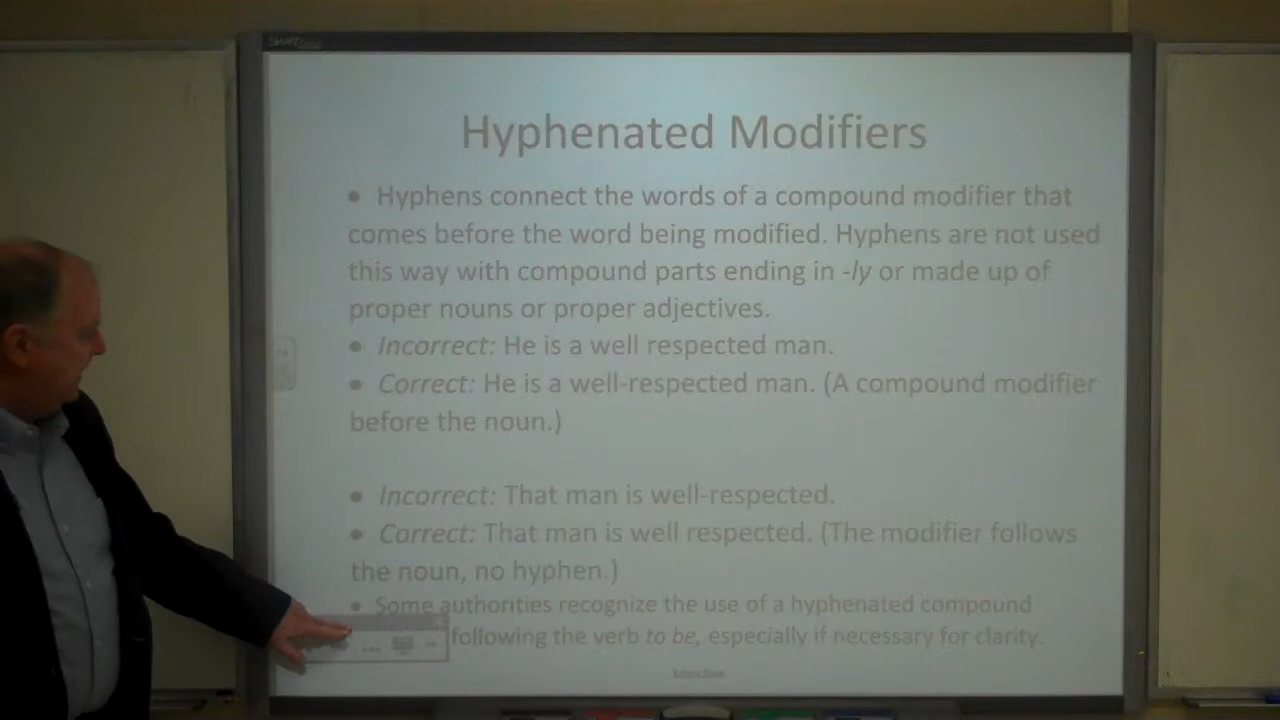 SMART
Hyphenated Modifiers
• Hyphens connect the words of a compound modifier that
comes before the word being modified. Hyphens are not used
this way with compound parts ending in -ly or made up of
proper nouns or proper adjectives.
• Incorrect: He is a well respected man.
• Correct: He is a well-respected man. (A compound modifier
before the noun.)
• Incorrect: That man is well-respected.
• Correct: That man is well respected. (The modifier follows
the noun, no hyphen.)
• Some authorities recognize the use of a hyphenated compound
following the verb to be, especially if necessary for clarity.